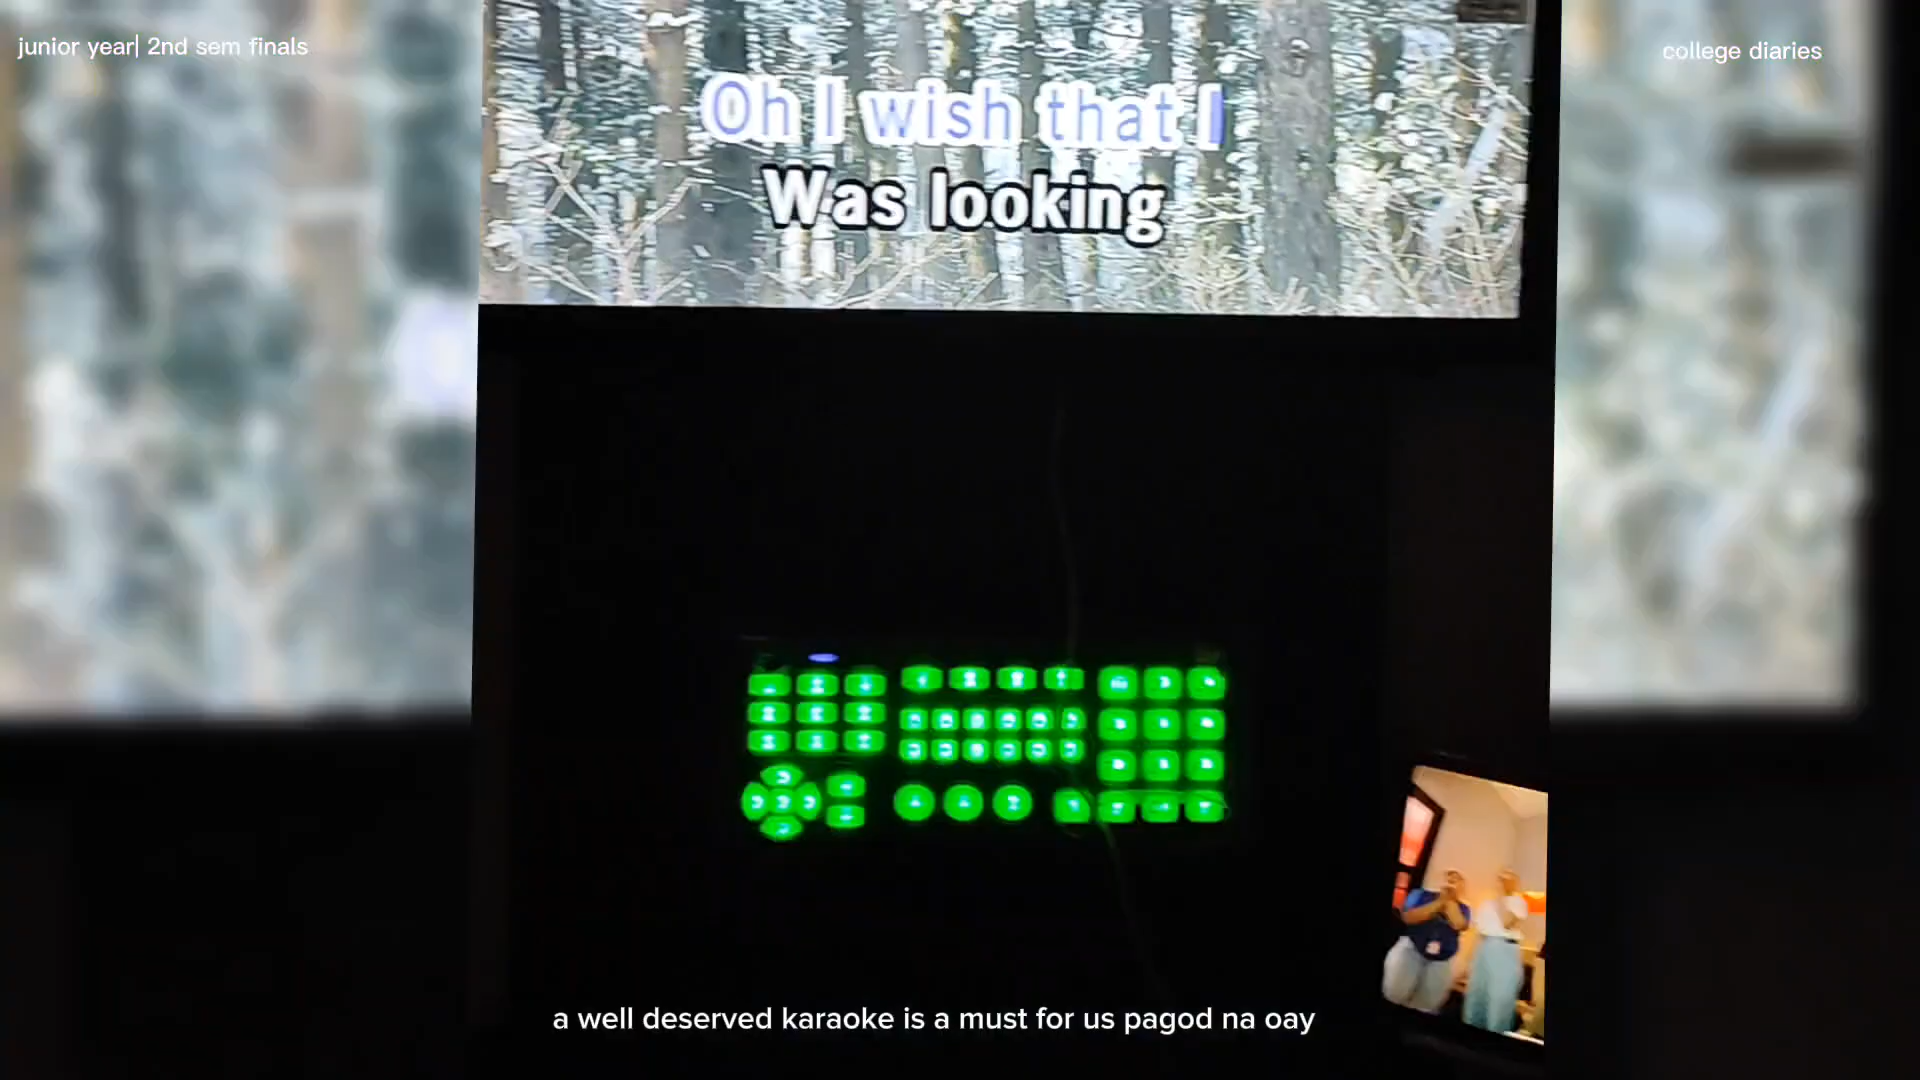 junior year| 2nd sem finals
college diaries
Oh I wish that I
Was looking
a well deserved karaoke is a must for us pagod na oay